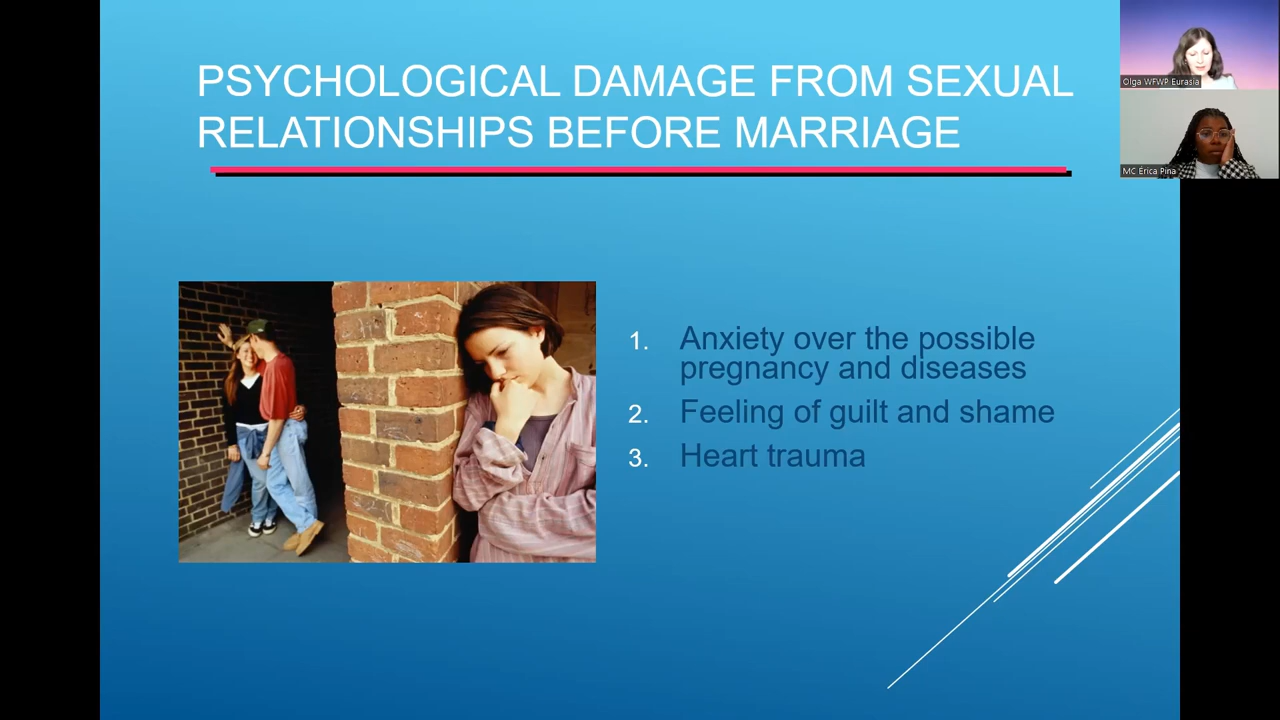 PSYCHOLOGICAL DAMAGE FROM SEXUAL
RELATIONSHIPS BEFORE MARRIAGE
1. Anxiety over the possible
pregnancy and diseases
2. Feeling of guilt and shame
3. Heart trauma
Olga WFWP Eurasia
MC Érica Pina